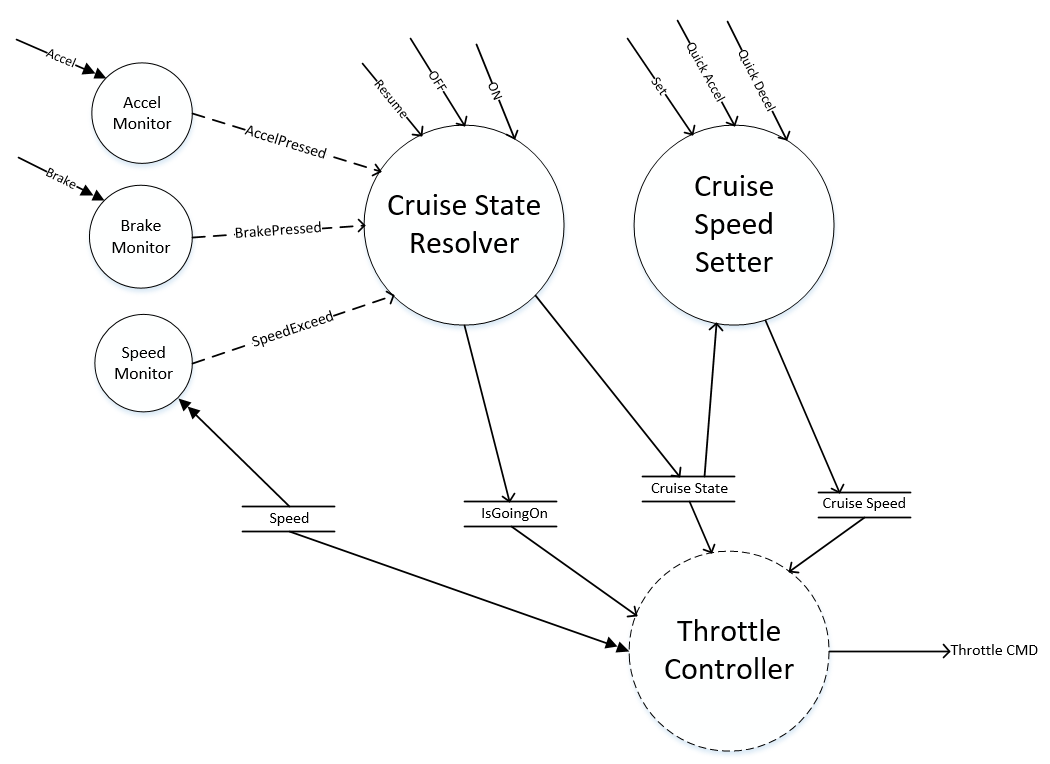 Accel
Accel
Monitor
AccelPressed
Resume
OFF
ON
Set
Quick Accel
Quick Decel
Brake
Brake
Monitor
BrakePressed
Cruise State
Resolver
Cruise
Speed
Setter
Speed
Monitor
SpeedExceed
Speed
IsGoingOn
Cruise State
Cruise Speed
Throttle
Controller
Throttle CMD